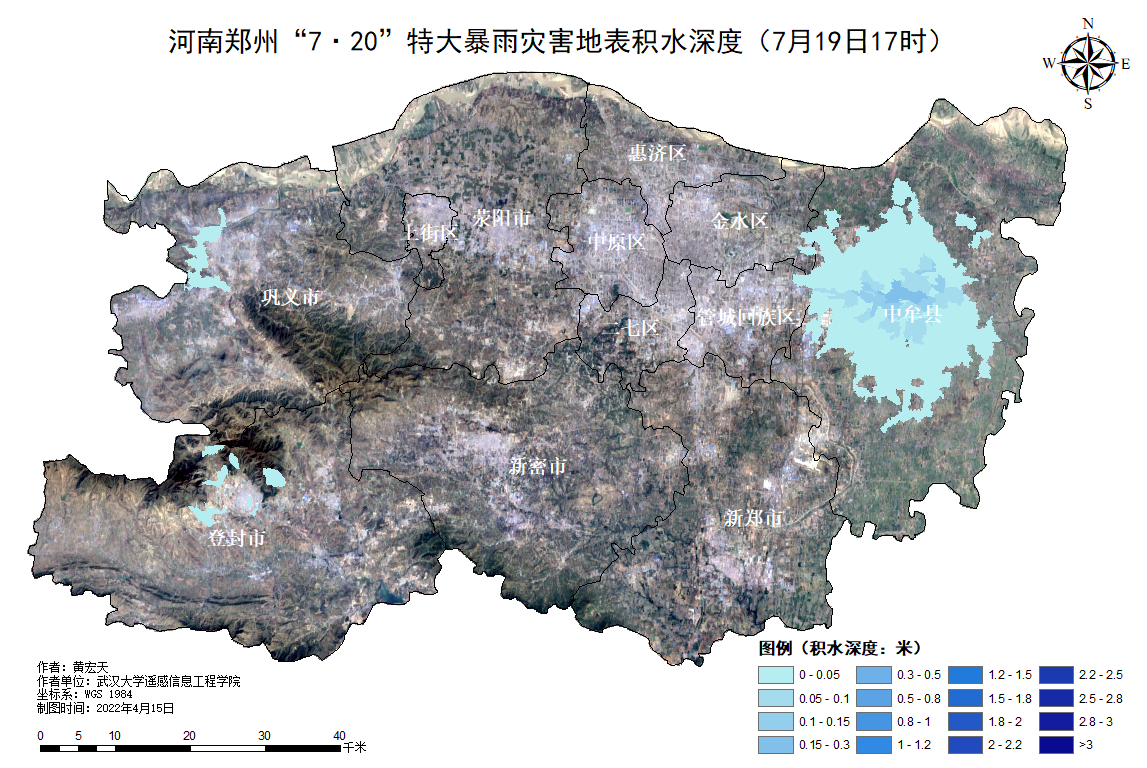 河南郑州“7·20”特大暴雨灾害地表积水深度（7月19日17时）
N
W E
S
惠济区
上街区
荥阳市
中原区
金水区
巩义市
二七区
管城回族区
中牟县
新密市
登封市
新郑市
作者：黄宏天
作者单位：武汉大学遥感信息工程学院
坐标系：WGS 1984
制图时间：2022年4月15日
0 5 10 20 30 40
千米
图例（积水深度：米）
0 - 0.05 0.3 - 0.5 1.2 - 1.5 2.2 - 2.5
0.05 - 0.1 0.5 - 0.8 1.5 - 1.8 2.5 - 2.8
0.1 - 0.15 0.8 - 1 1.8 - 2 2.8 - 3
0.15 - 0.3 1 - 1.2 2 - 2.2 >3